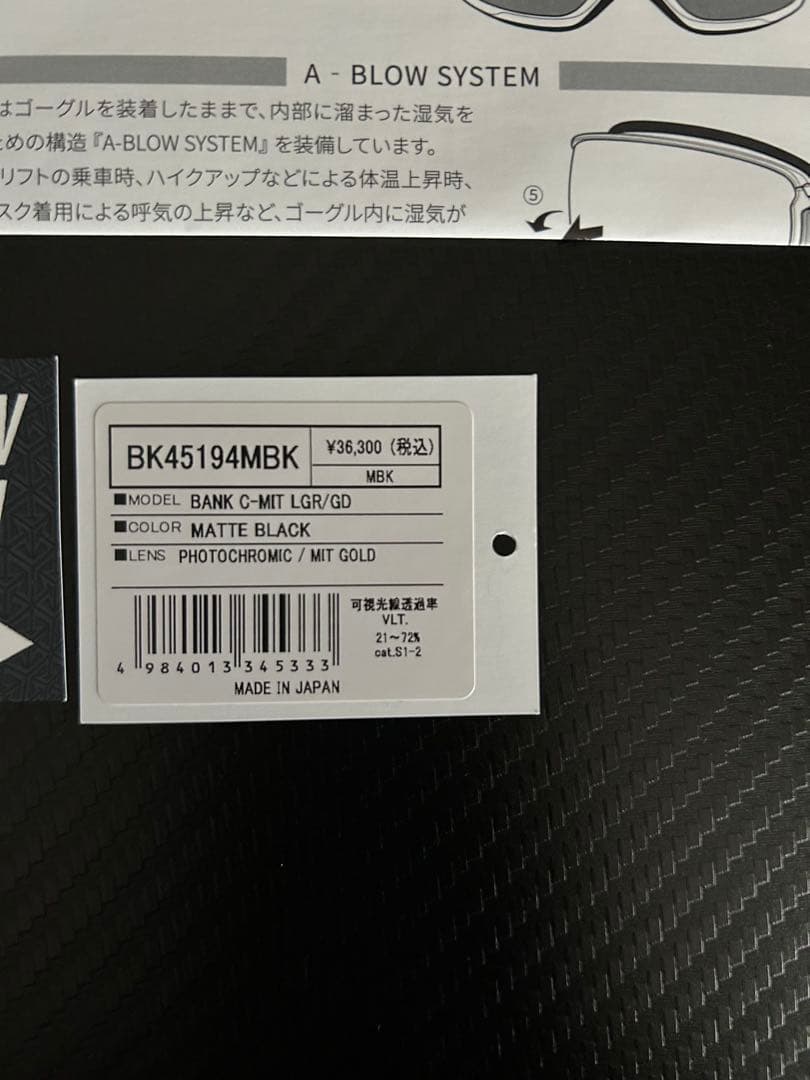 A - BLOW SYSTEM
はゴーグルを装着したままで、内部に溜まった湿気を
ための構造『A-BLOW SYSTEM』を装備しています。
リフトの乗車時、ハイクアップなどによる体温上昇時、
スク着用による呼気の上昇など、ゴーグル内に湿気が
⑤
BK45194MBK
¥36,300 (税込)
MBK
■MODEL BANK C-MIT LGR/GD
■COLOR MATTE BLACK
■LENS PHOTOCHROMIC / MIT GOLD
可視光線透過率
VLT.
21~72%
cat.S1-2
4 984013 345333
MADE IN JAPAN